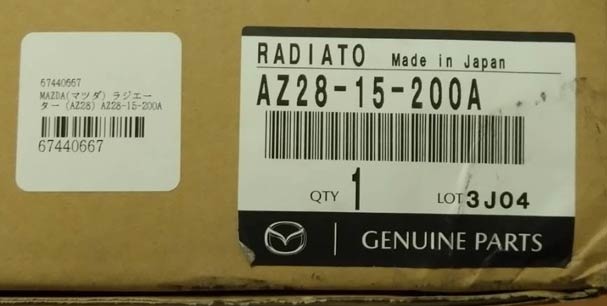 67440667
MAZDA(マツダ) ラジエー
ター (AZ28) AZ28-15-200A
67440667
RADIATO Made in Japan
AZ28-15-200A
QTY 1 LOT 3J04
GENUINE PARTS